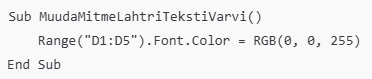 Sub MuudaMitmeLahtriTekstiVarvi()
    Range("D1:D5").Font.Color = RGB(0, 0, 255)
End Sub